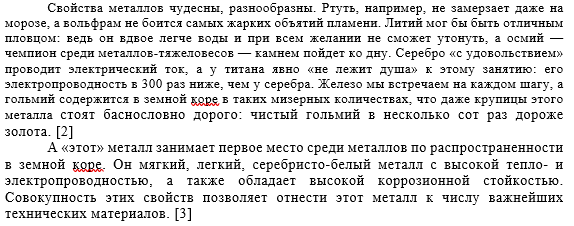 Свойства металлов чудесны, разнообразны. Ртуть, например, не замерзает даже на
морозе, а вольфрам не боится самых жарких объятий пламени. Литий мог бы быть отличным
пловцом: ведь он вдвое легче воды и при всем желании не сможет утонуть, а осмий —
чемпион среди металлов-тяжеловесов — камнем пойдет ко дну. Серебро «с удовольствием»
проводит электрический ток, а у титана явно «не лежит душа» к этому занятию: его
электропроводность в 300 раз ниже, чем у серебра. Железо мы встречаем на каждом шагу, а
гольмий содержится в земной коре в таких мизерных количествах, что даже крупицы этого
металла стоят баснословно дорого: чистый гольмий в несколько сот раз дороже
золота. [2]
А «этот» металл занимает первое место среди металлов по распространенности
в земной коре. Он мягкий, легкий, серебристо-белый металл с высокой тепло- и
электропроводностью, а также обладает высокой коррозионной стойкостью.
Совокупность этих свойств позволяет отнести этот металл к числу важнейших
технических материалов. [3]